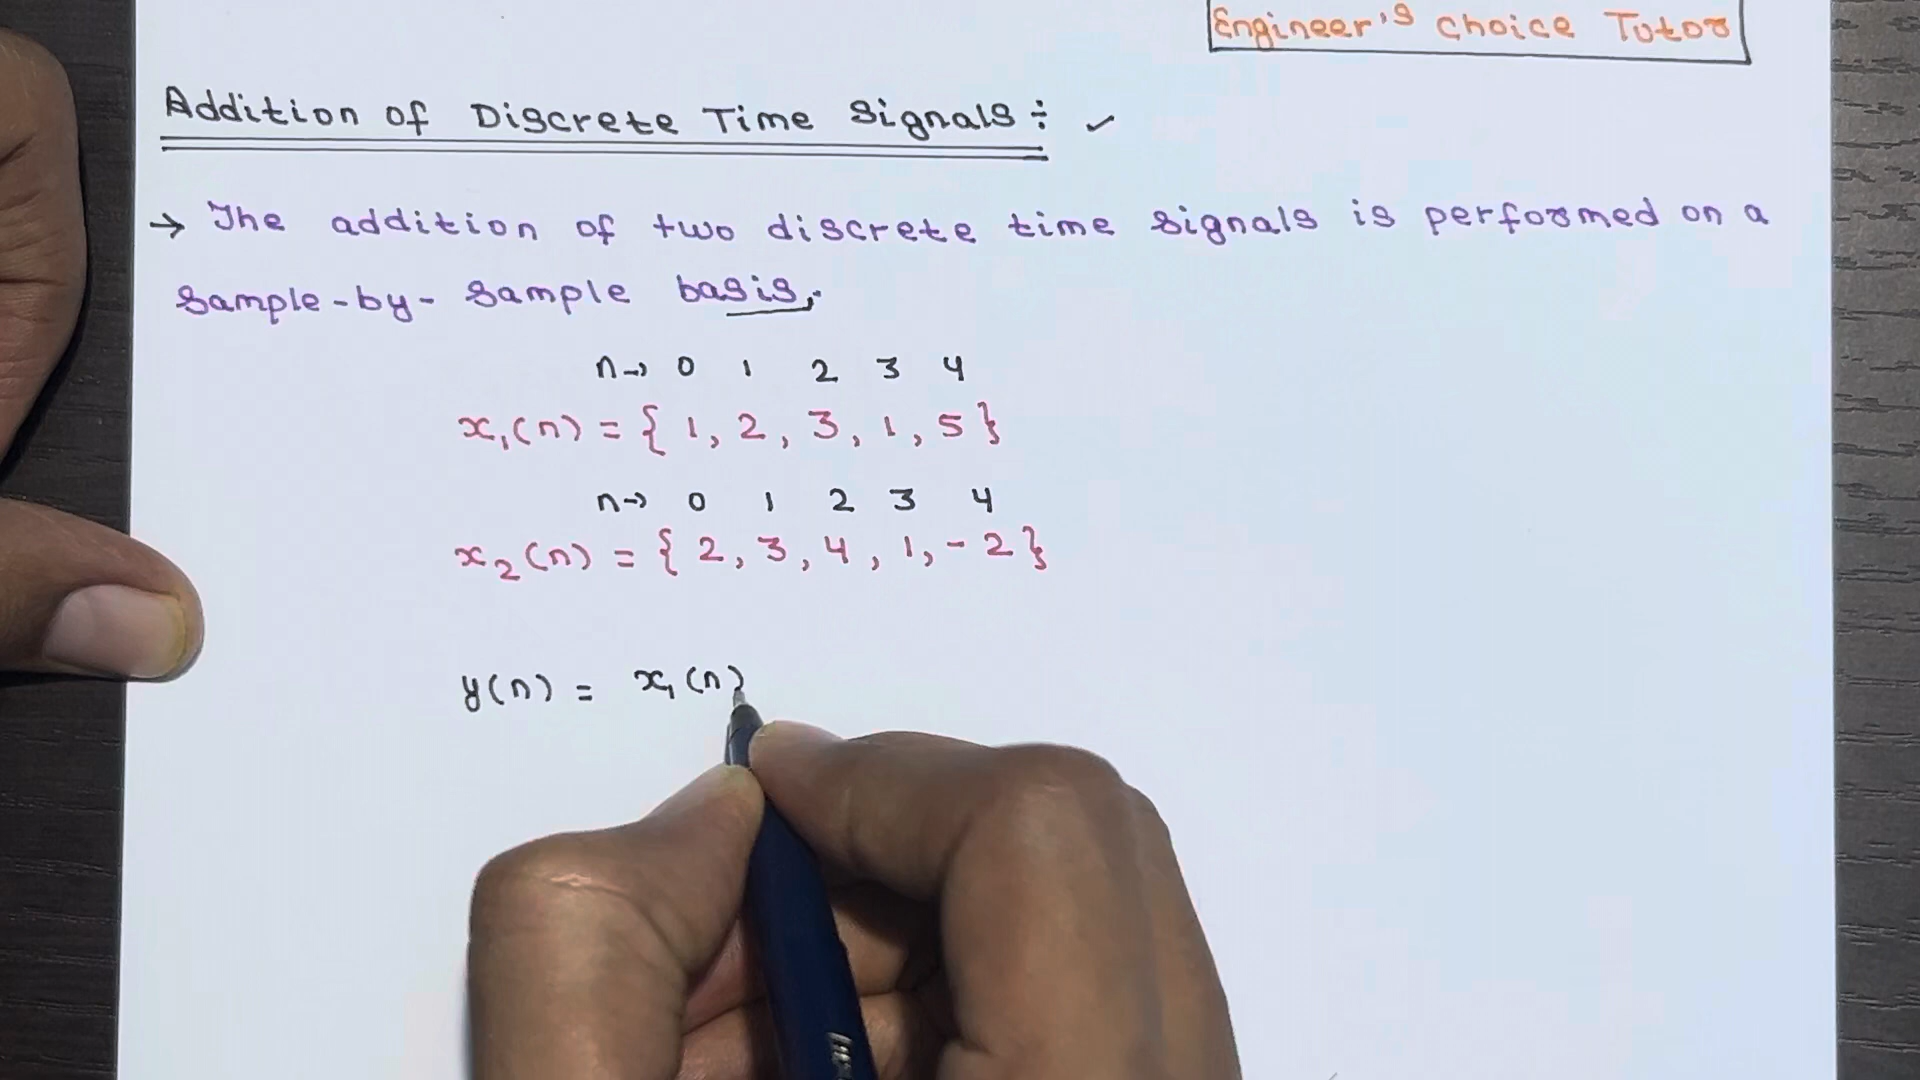 Engineer's Choice Tutor
Addition of Discrete Time Signals :
→ The addition of two discrete time signals is performed on a
sample-by-sample basis.
n→ 0 1 2 3 4
x₁(n) = { 1, 2, 3, 1, 5 }
n→ 0 1 2 3 4
x₂(n) = { 2, 3, 4, 1, -2 }
y(n) = x₁(n)